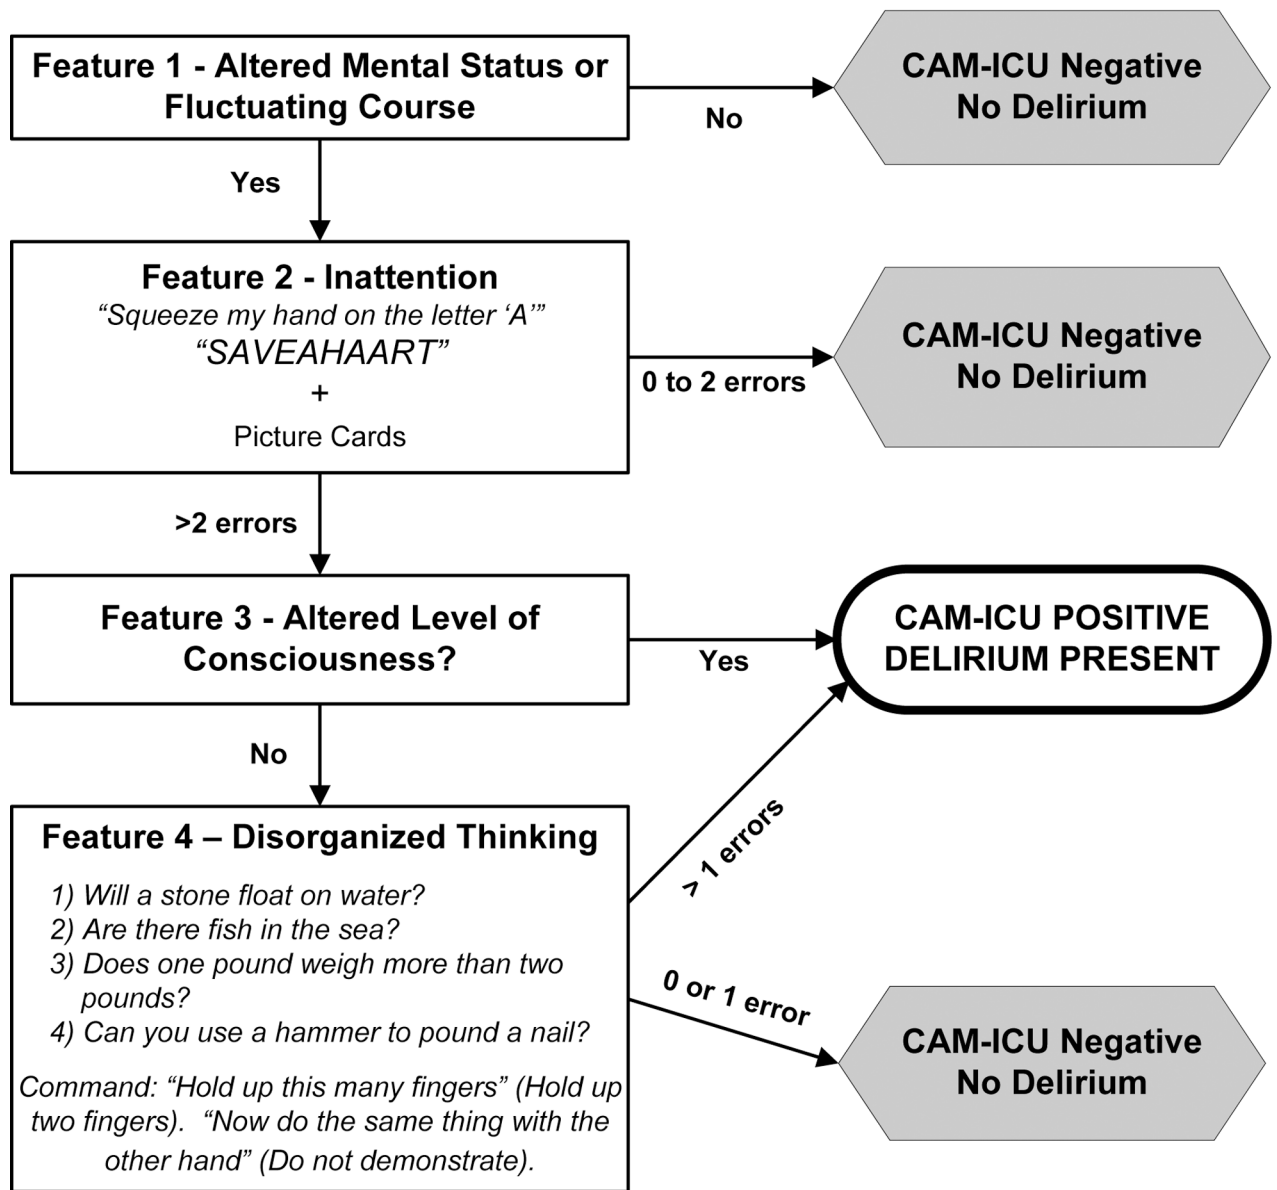 Feature 1 - Altered Mental Status or
Fluctuating Course
No
CAM-ICU Negative
No Delirium
Yes
Feature 2 - Inattention
“Squeeze my hand on the letter ‘A’”
“SAVEAHAART”
+
Picture Cards
0 to 2 errors
CAM-ICU Negative
No Delirium
>2 errors
Feature 3 - Altered Level of
Consciousness?
Yes
CAM-ICU POSITIVE
DELIRIUM PRESENT
No
Feature 4 – Disorganized Thinking
1) Will a stone float on water?
2) Are there fish in the sea?
3) Does one pound weigh more than two
pounds?
4) Can you use a hammer to pound a nail?
Command: “Hold up this many fingers” (Hold up
two fingers).  “Now do the same thing with the
other hand” (Do not demonstrate).
> 1 errors
0 or 1 error
CAM-ICU Negative
No Delirium